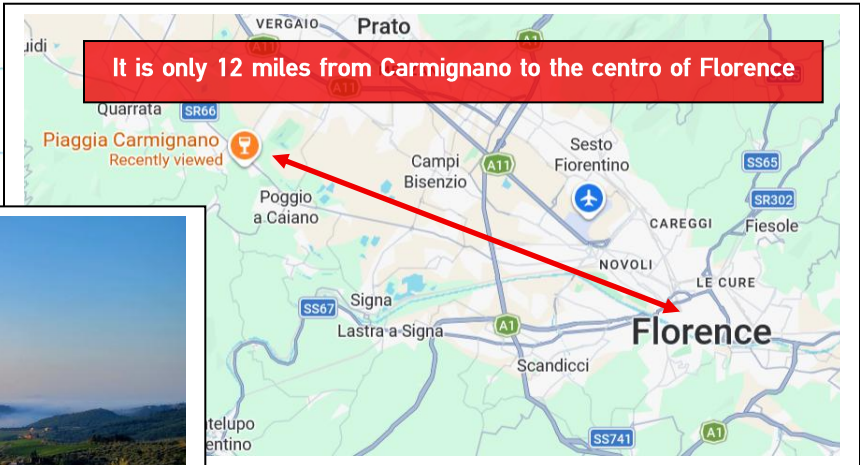 VERGAIO
Prato
uidi
A11
A1
It is only 12 miles from Carmignano to the centro of Florence
A11
Quarrata
SR66
Piaggia Carmignano
Recently viewed
Campi
Bisenzio
A11
Sesto
Fiorentino
SS65
SR302
Poggio
a Caiano
CAREGGI
Fiesole
NOVOLI
LE CURE
Signa
SS67
Lastra a Signa
A1
Florence
Scandicci
telupo
entino
SS741
A1